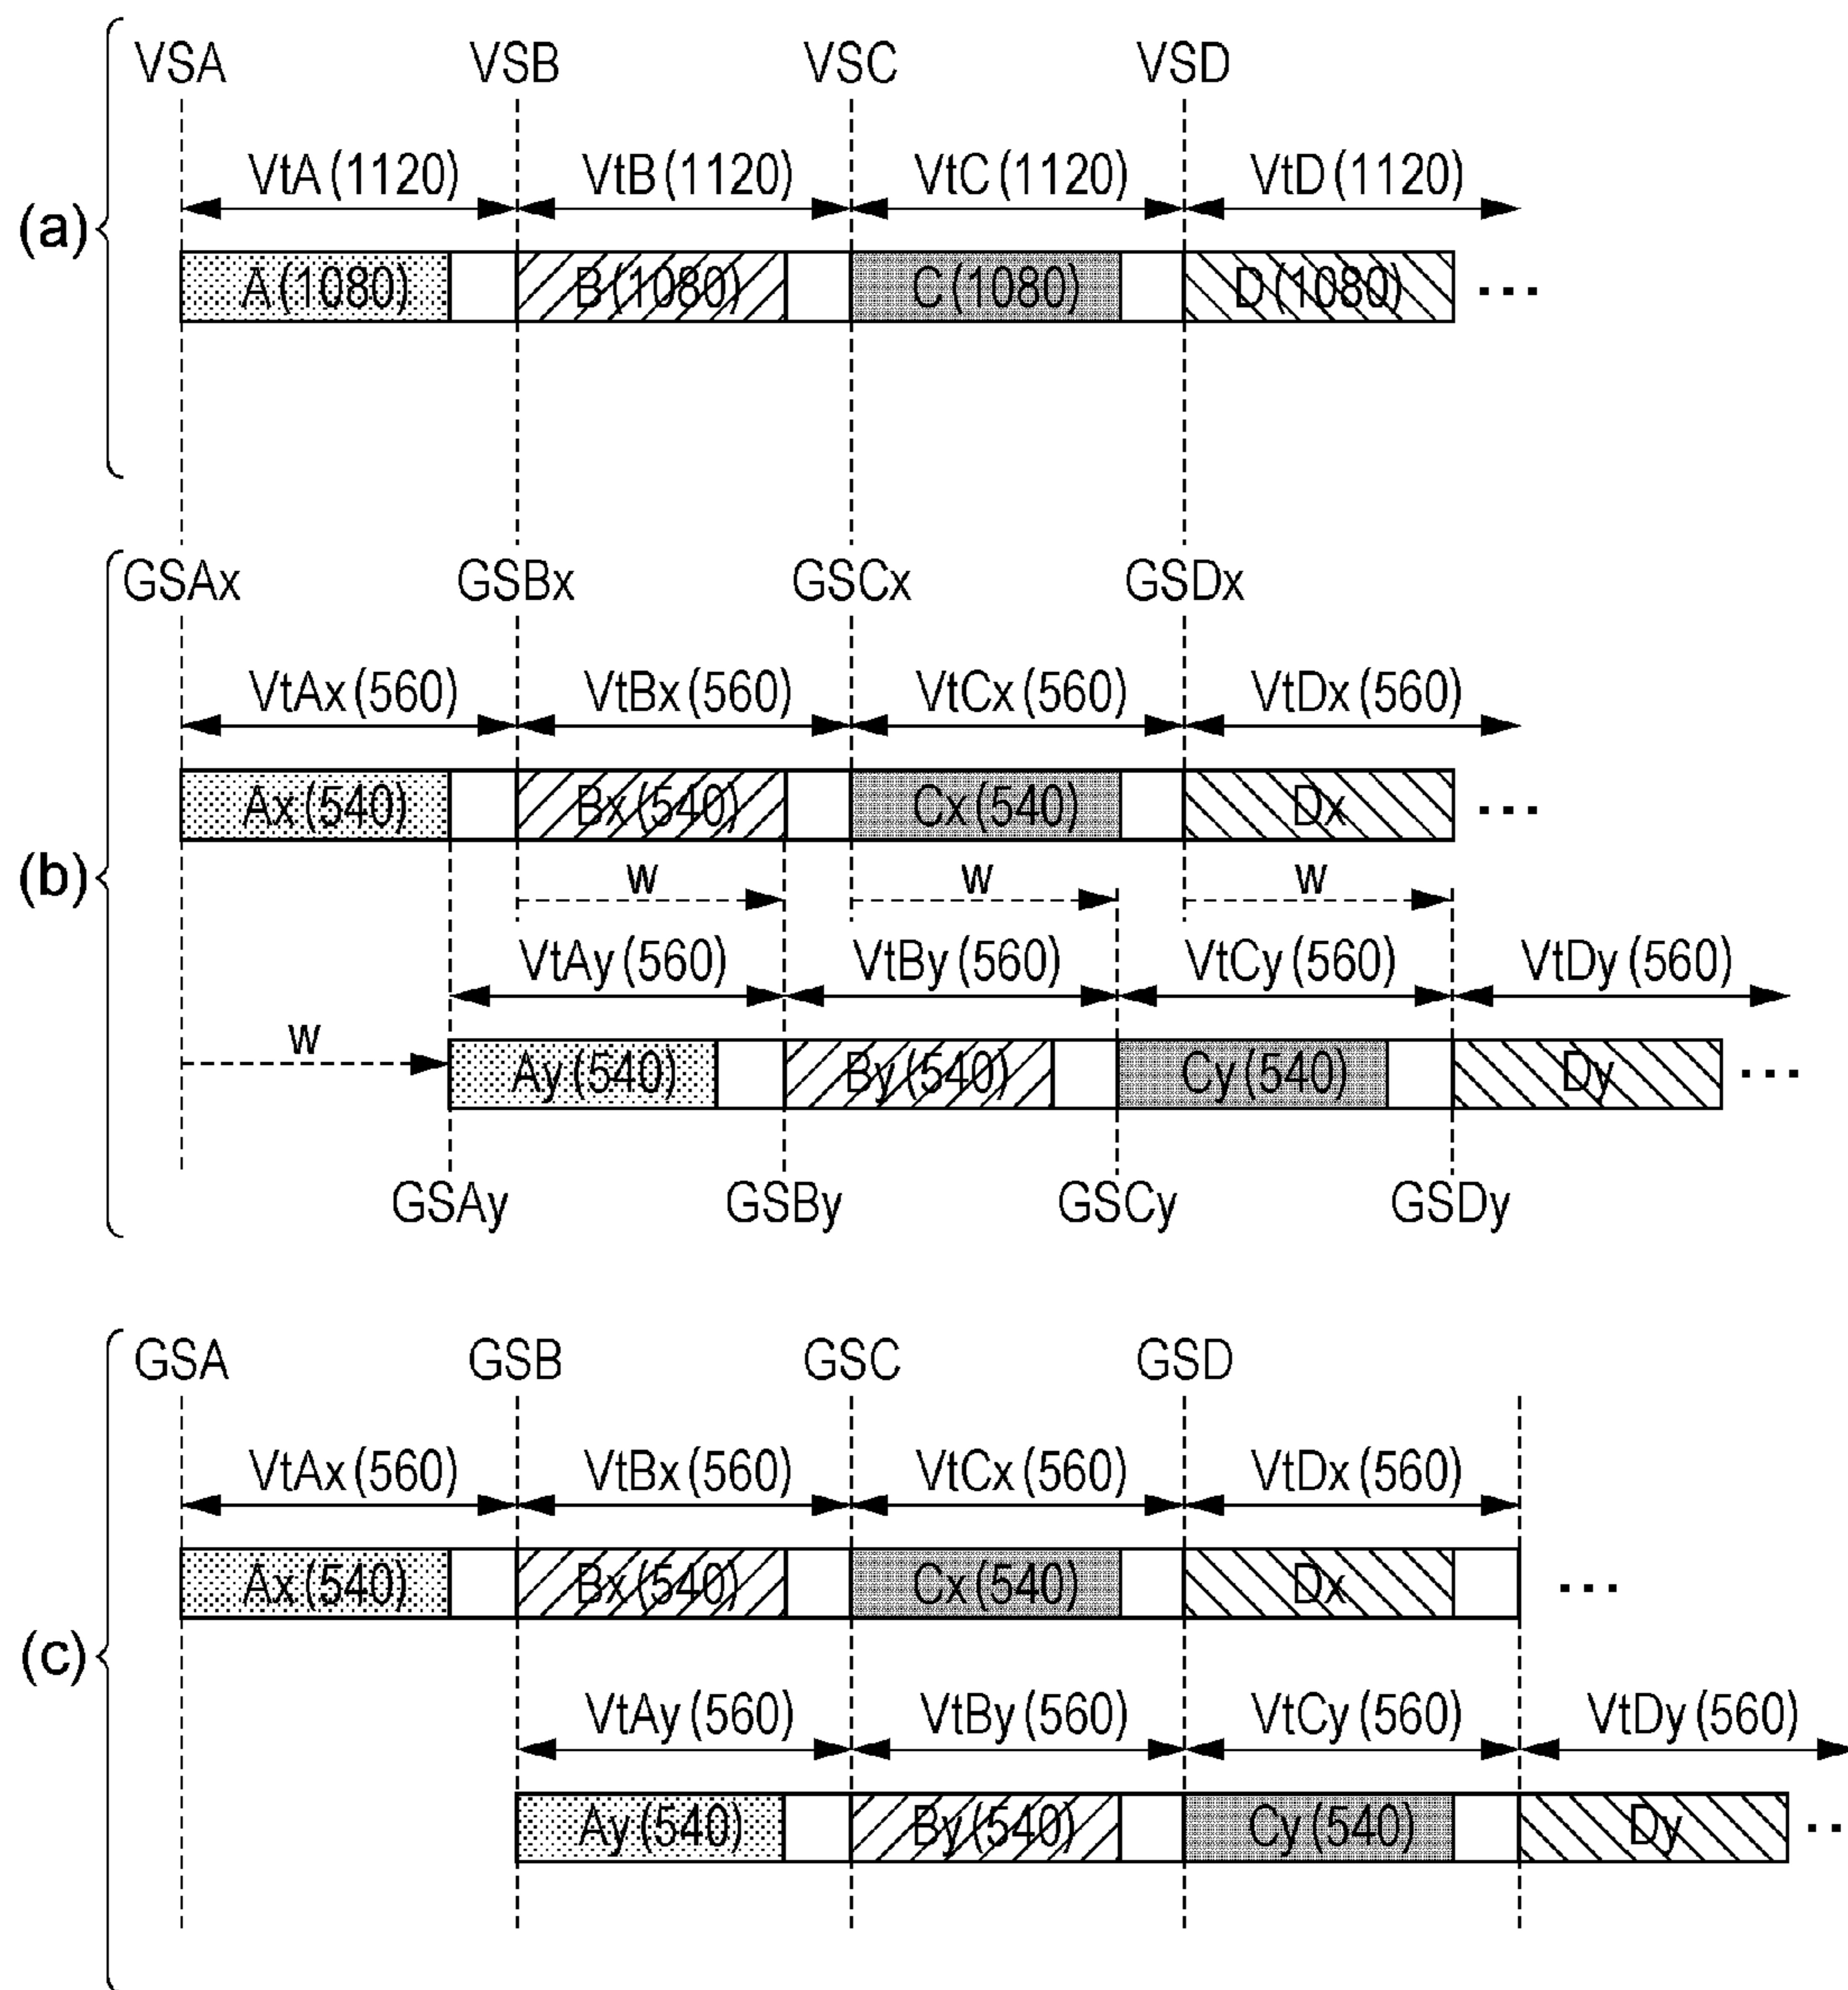 (a)
VSA VSB VSC VSD
VtA (1120) VtB (1120) VtC (1120) VtD (1120)
A (1080) B (1080) C (1080) D (1080) ...
(b)
GSAx GSBx GSCx GSDx
VtAx (560) VtBx (560) VtCx (560) VtDx (560)
Ax (540) Bx (540) Cx (540) Dx ...
w w w
VtAy (560) VtBy (560) VtCy (560) VtDy (560)
w
Ay (540) By (540) Cy (540) Dy ...
GSAy GSBy GSCy GSDy
(c)
GSA GSB GSC GSD
VtAx (560) VtBx (560) VtCx (560) VtDx (560)
Ax (540) Bx (540) Cx (540) Dx ...
VtAy (560) VtBy (560) VtCy (560) VtDy (560)
Ay (540) By (540) Cy (540) Dy ..